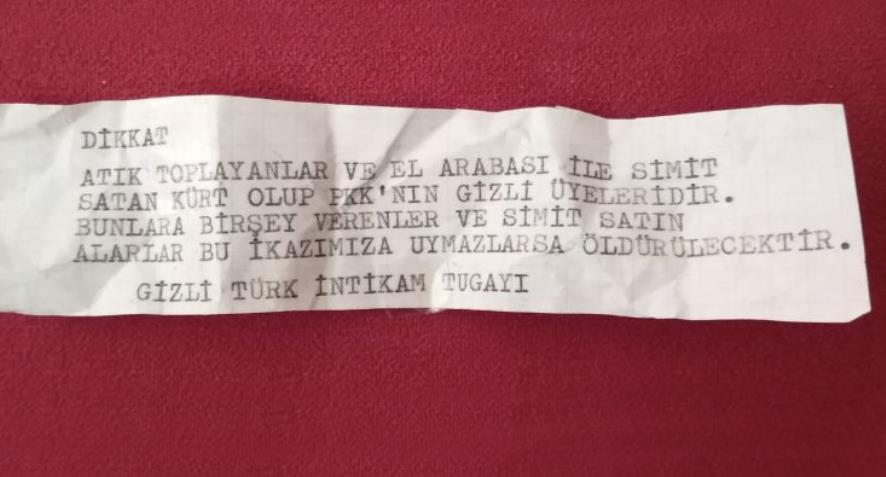 DİKKAT
ATIK TOPLAYANLAR VE EL ARABASI İLE SİMİT
SATAN KÜRT OLUP PKK'NIN GİZLİ ÜYELERİDİR.
BUNLARA BİRŞEY VERENLER VE SİMİT SATIN
ALARLAR BU İKAZIMIZA UYMAZLARSA ÖLDÜRÜLECEKTİR.
GİZLİ TÜRK İNTİKAM TUGAYI